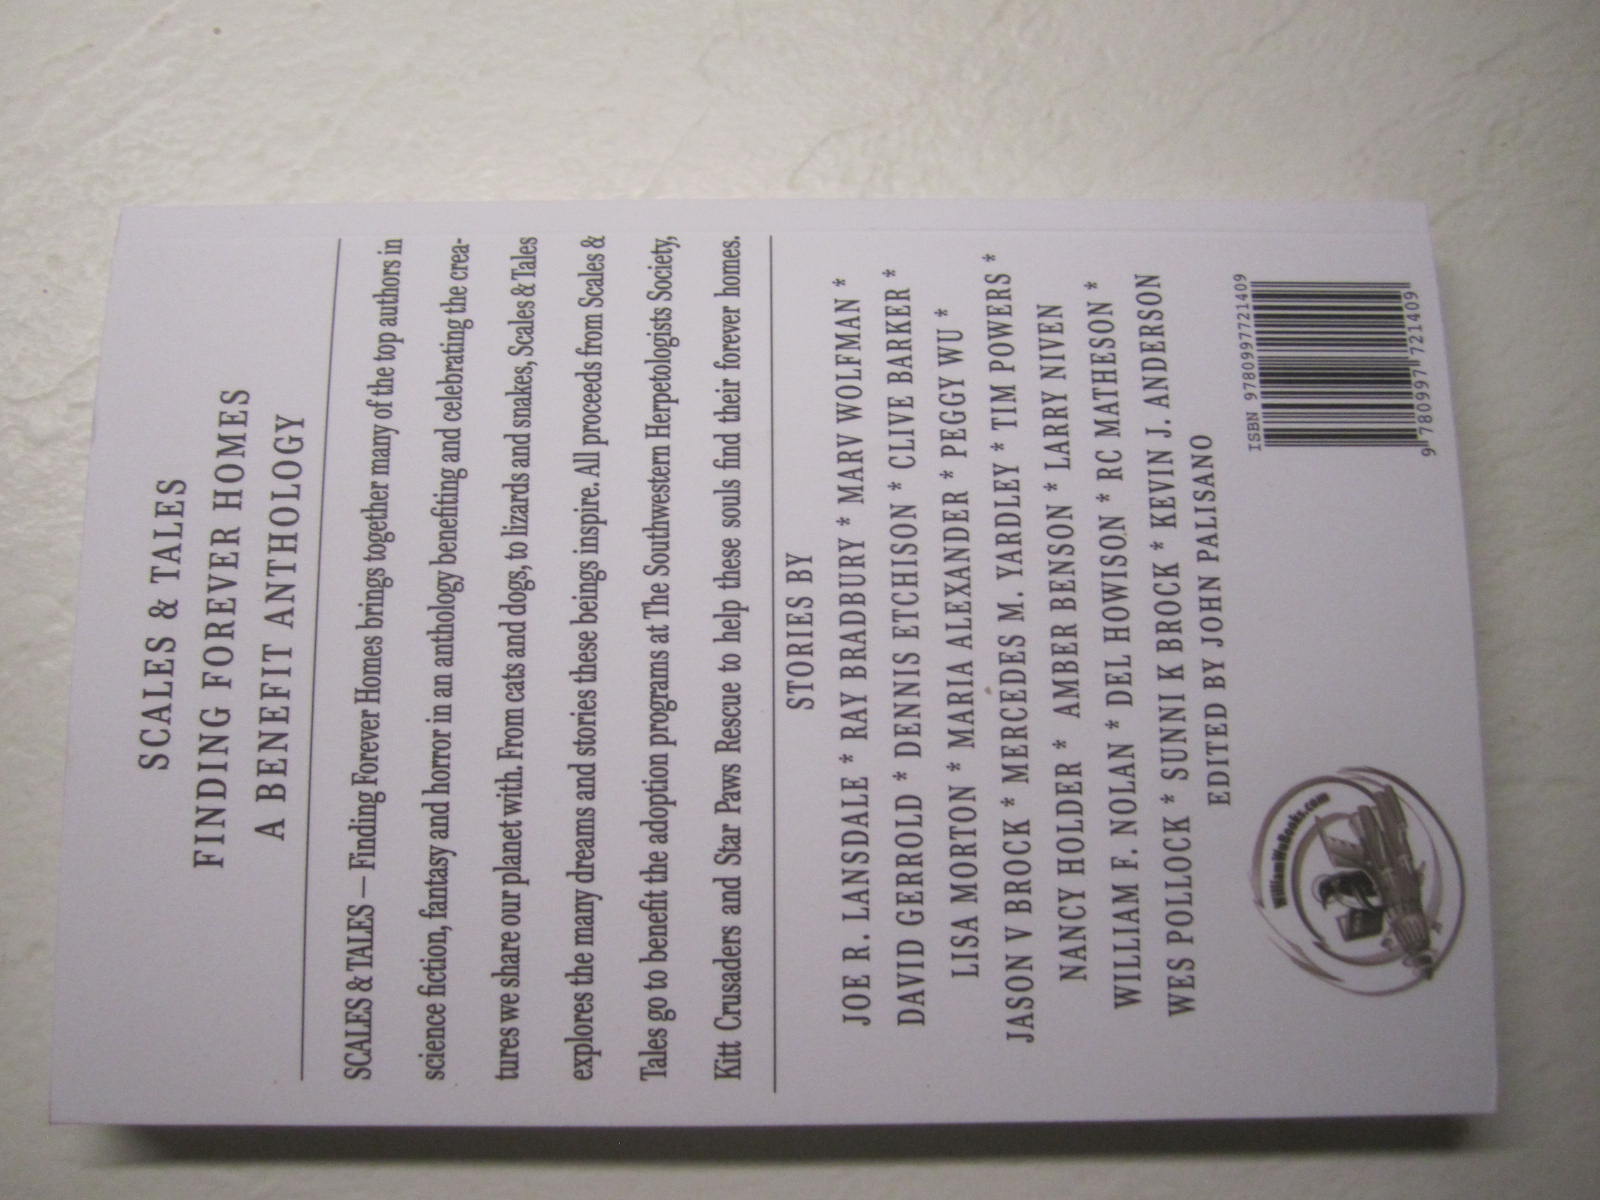 SCALES & TALES
FINDING FOREVER HOMES
A BENEFIT ANTHOLOGY
SCALES & TALES – Finding Forever Homes brings together many of the top authors in
science fiction, fantasy and horror in an anthology benefiting and celebrating the crea-
tures we share our planet with. From cats and dogs, to lizards and snakes, Scales & Tales
explores the many dreams and stories these beings inspire. All proceeds from Scales &
Tales go to benefit the adoption programs at The Southwestern Herpetologists Society,
Kitt Crusaders and Star Paws Rescue to help these souls find their forever homes.
STORIES BY
JOE R. LANSDALE * RAY BRADBURY * MARV WOLFMAN *
DAVID GERROLD * DENNIS ETCHISON * CLIVE BARKER *
LISA MORTON * MARIA ALEXANDER * PEGGY WU *
JASON V BROCK * MERCEDES M. YARDLEY * TIM POWERS *
NANCY HOLDER * AMBER BENSON * LARRY NIVEN
WILLIAM F. NOLAN * DEL HOWISON * RC MATHESON *
WES POLLOCK * SUNNI K BROCK * KEVIN J. ANDERSON
EDITED BY JOHN PALISANO
WilliamWuBooks.com
ISBN 9780997721409
9 780997 721409